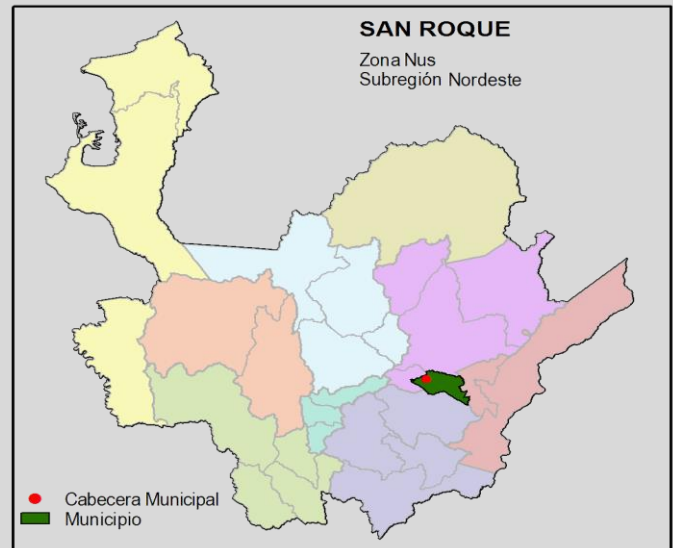 SAN ROQUE
Zona Nus
Subregión Nordeste
Cabecera Municipal
Municipio